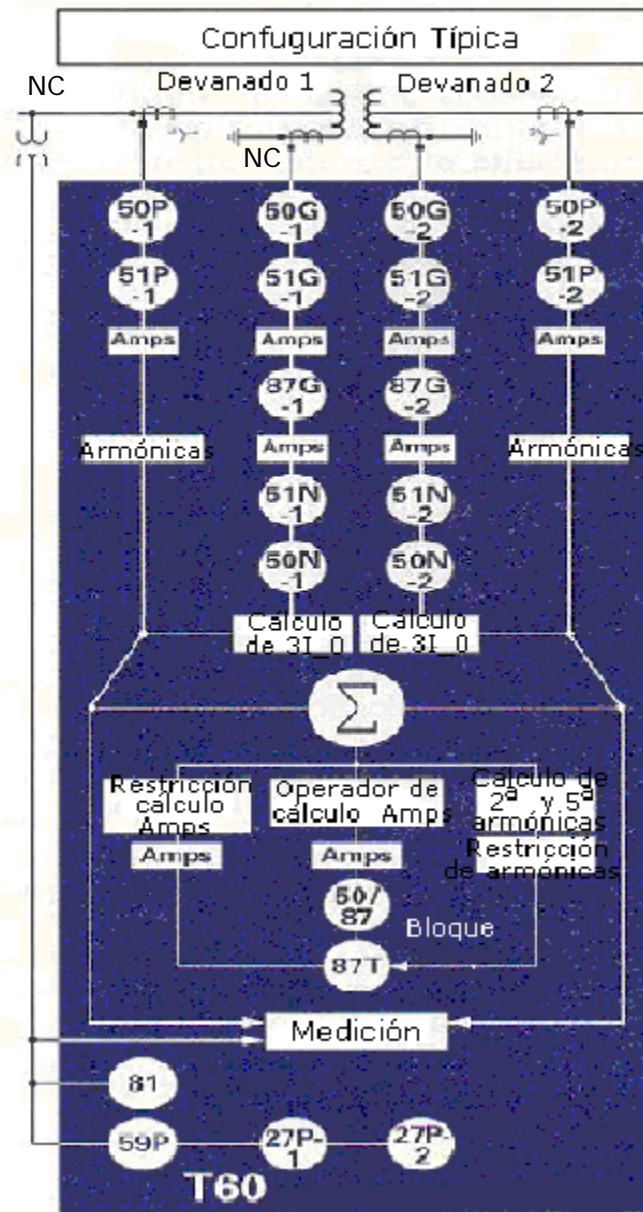 Confuguración Típica
NC
Devanado 1
Devanado 2
NC
50P
-1
50G
-1
50G
-2
50P
-2
51P
-1
51G
-1
51G
-2
51P
-2
Amps
Amps
Amps
Amps
87G
-1
87G
-2
Armónicas
Amps
Amps
Armónicas
51N
-1
51N
-2
50N
-1
50N
-2
Cálculo
de 3I_0
Cálculo
de 3I_0
Σ
Restricción
cálculo
Amps
Operador de
cálculo Amps
Cálculo de
2ª y 5ª
armónicas
Amps
Amps
Restricción
de armónicas
50/
87
Bloque
87T
Medición
81
59P
27P-
1
27P-
2
T60